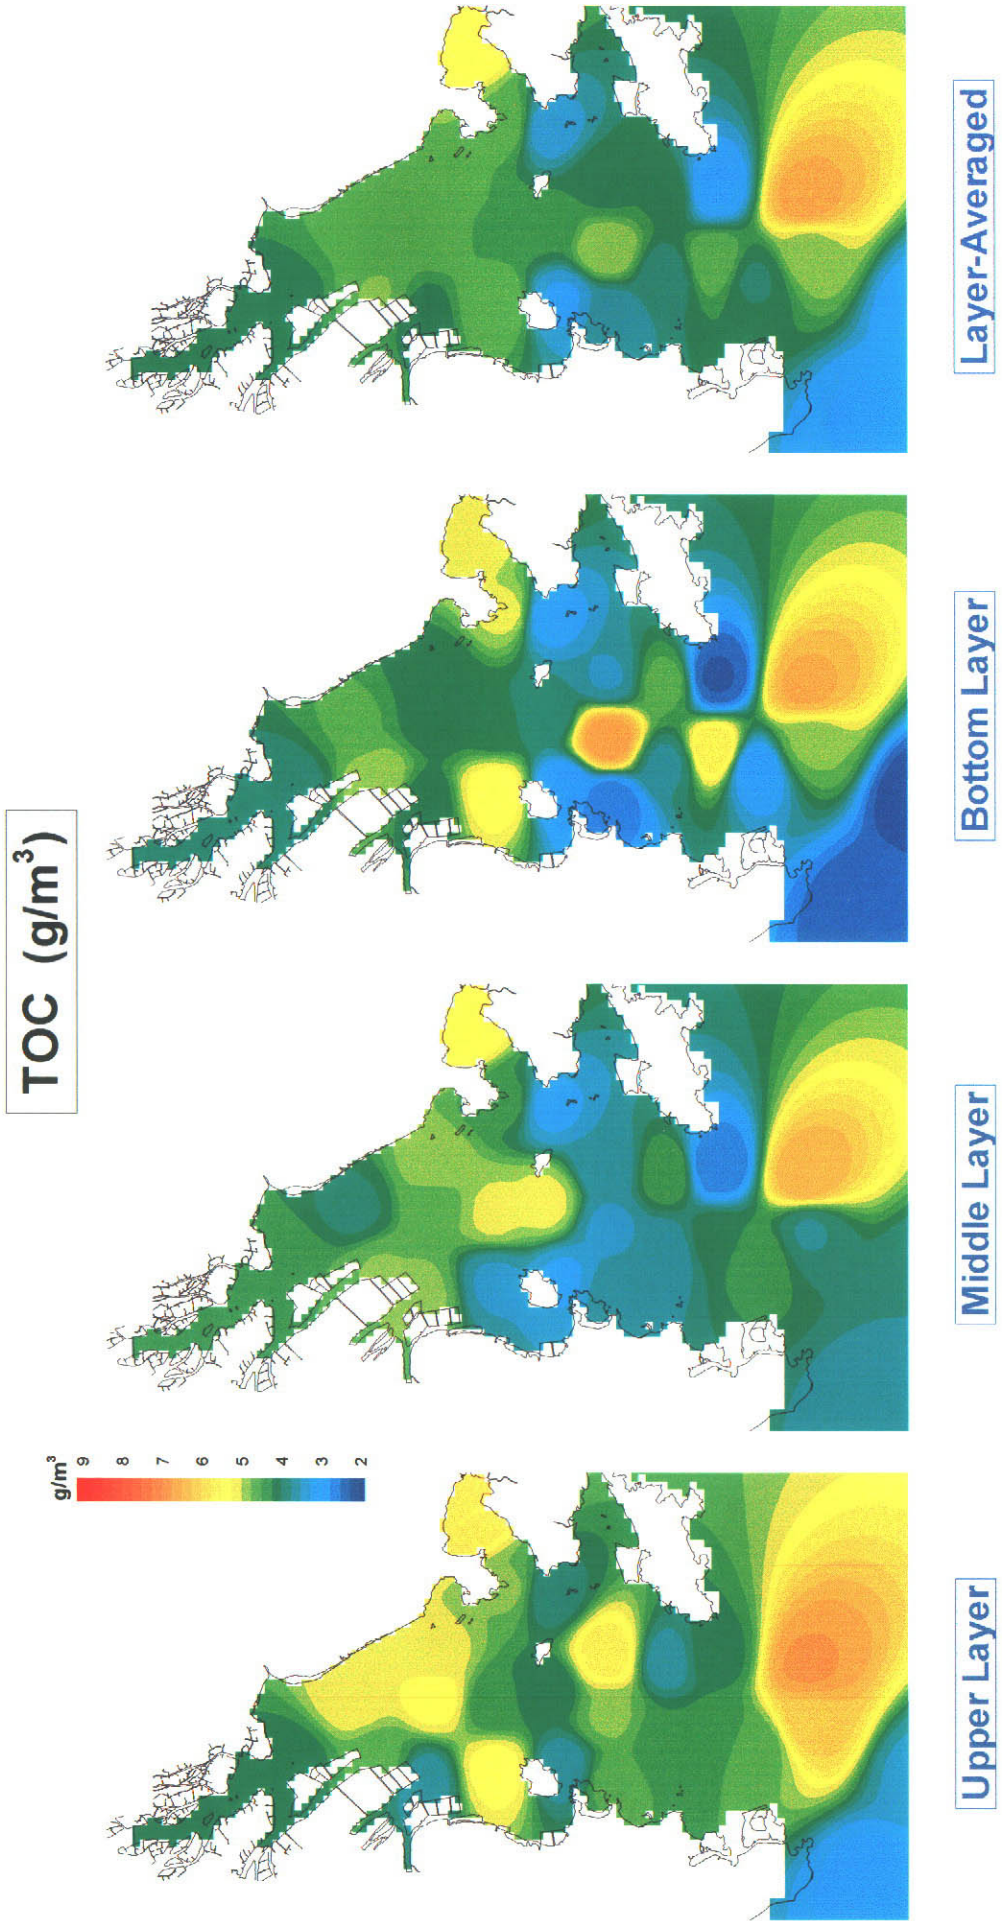 TOC (g/m³)
g/m³
9
8
7
6
5
4
3
2
Upper Layer
Middle Layer
Bottom Layer
Layer-Averaged